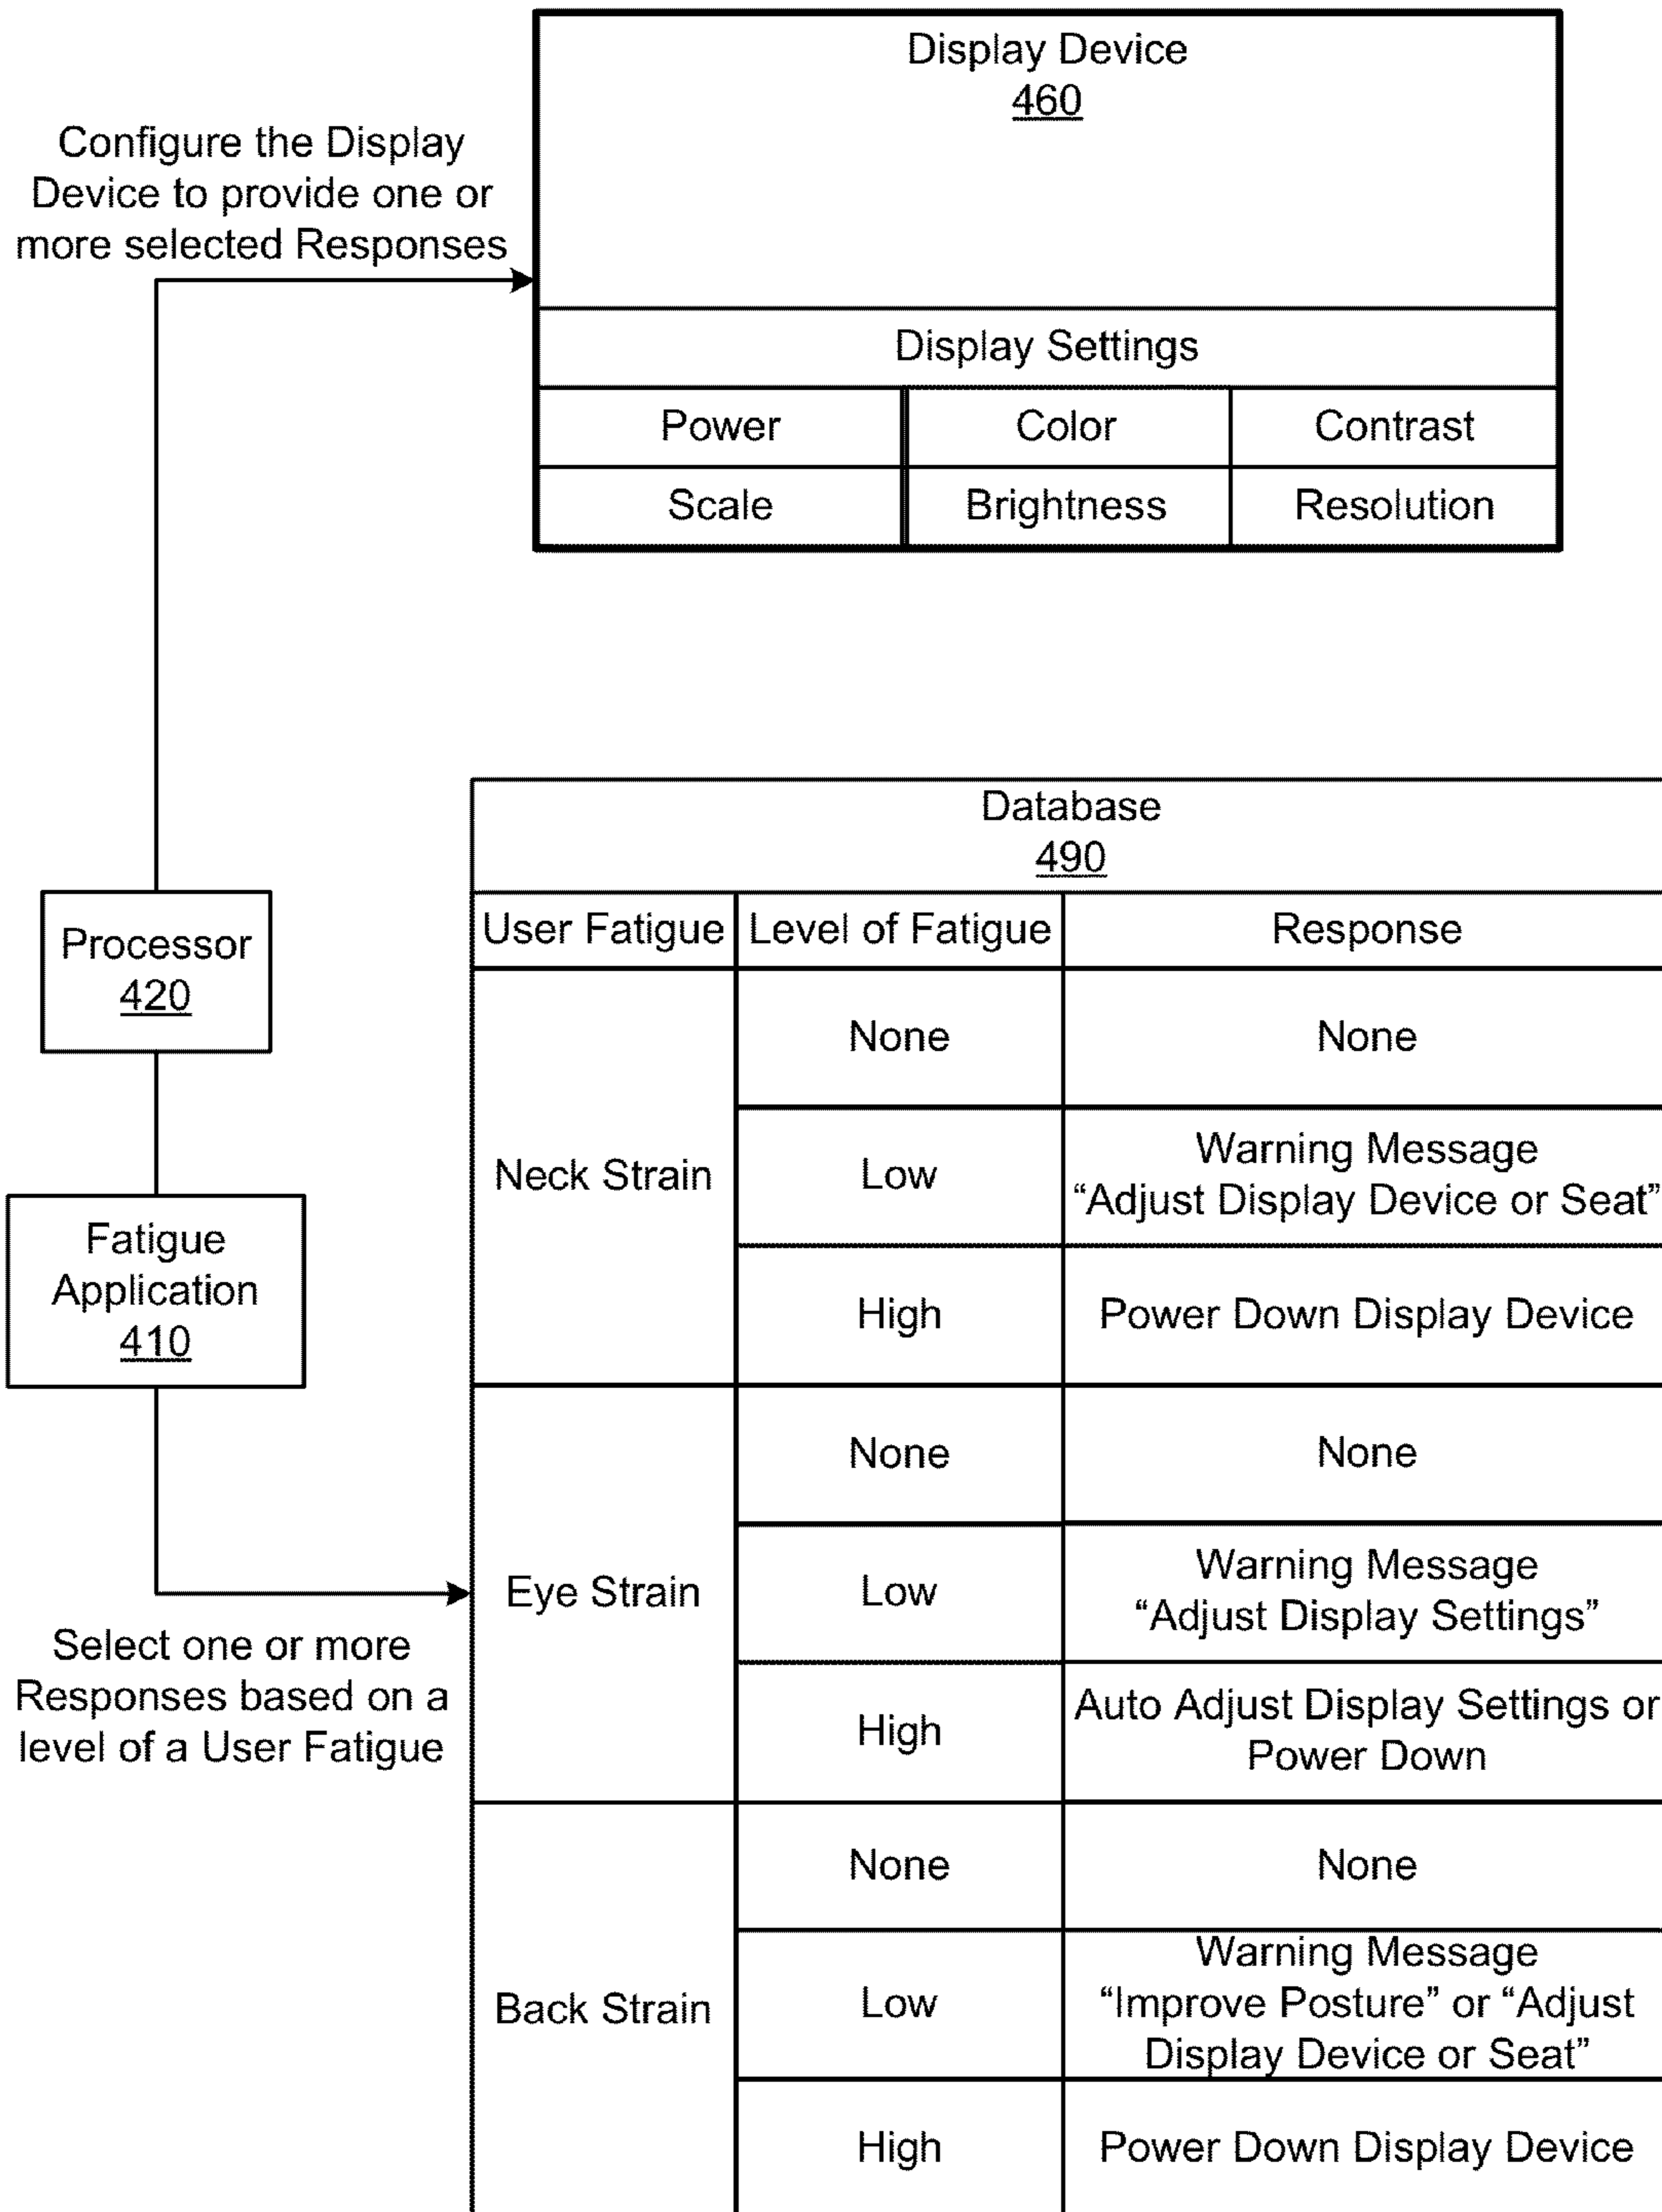 Display Device
460
Configure the Display
Device to provide one or
more selected Responses
Display Settings
Power Color Contrast
Scale Brightness Resolution
Processor
420
Fatigue
Application
410
Select one or more
Responses based on a
level of a User Fatigue
Database
490
User Fatigue Level of Fatigue Response
Neck Strain
None None
Low
Warning Message
“Adjust Display Device or Seat”
High Power Down Display Device
Eye Strain
None None
Low
Warning Message
“Adjust Display Settings”
High
Auto Adjust Display Settings or
Power Down
Back Strain
None None
Low
Warning Message
“Improve Posture” or “Adjust
Display Device or Seat”
High Power Down Display Device